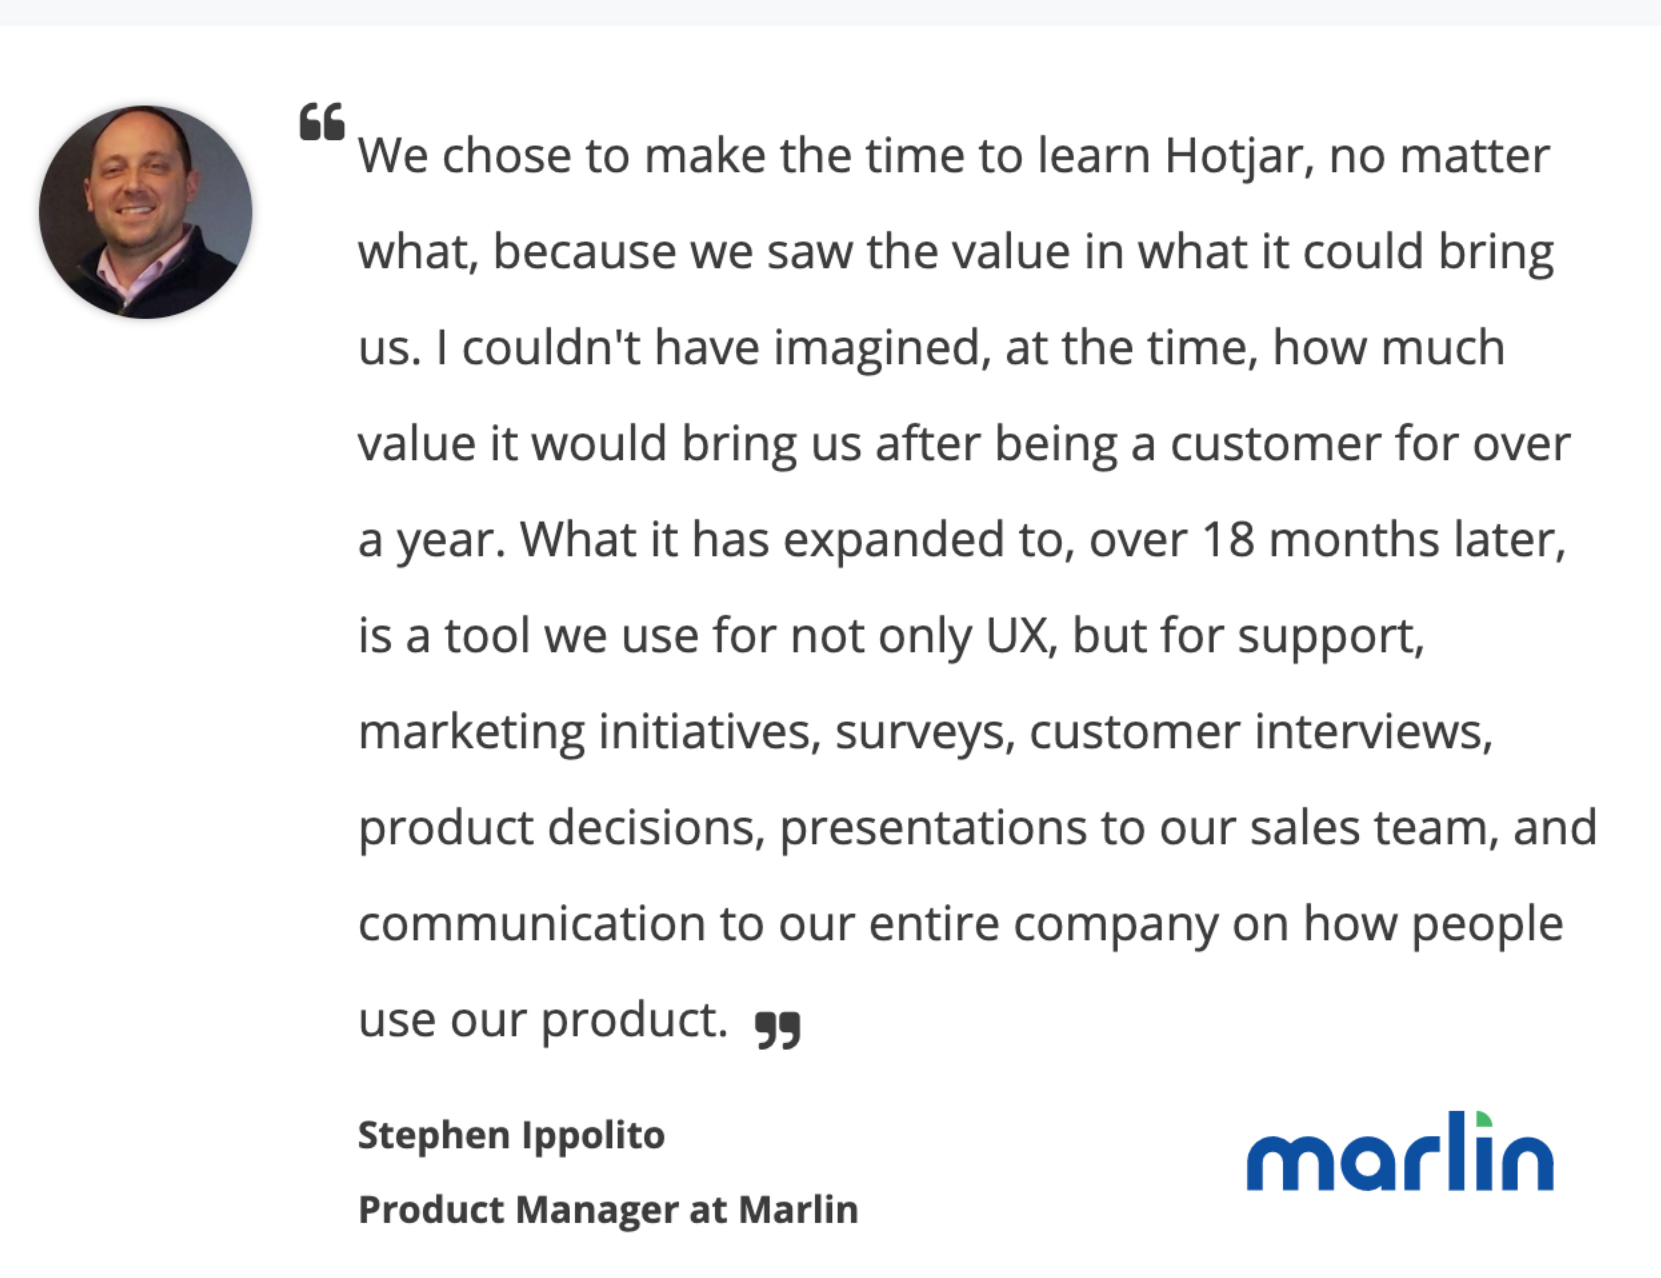 “ We chose to make the time to learn Hotjar, no matter
what, because we saw the value in what it could bring
us. I couldn't have imagined, at the time, how much
value it would bring us after being a customer for over
a year. What it has expanded to, over 18 months later,
is a tool we use for not only UX, but for support,
marketing initiatives, surveys, customer interviews,
product decisions, presentations to our sales team, and
communication to our entire company on how people
use our product. ”
Stephen Ippolito
Product Manager at Marlin
marlin